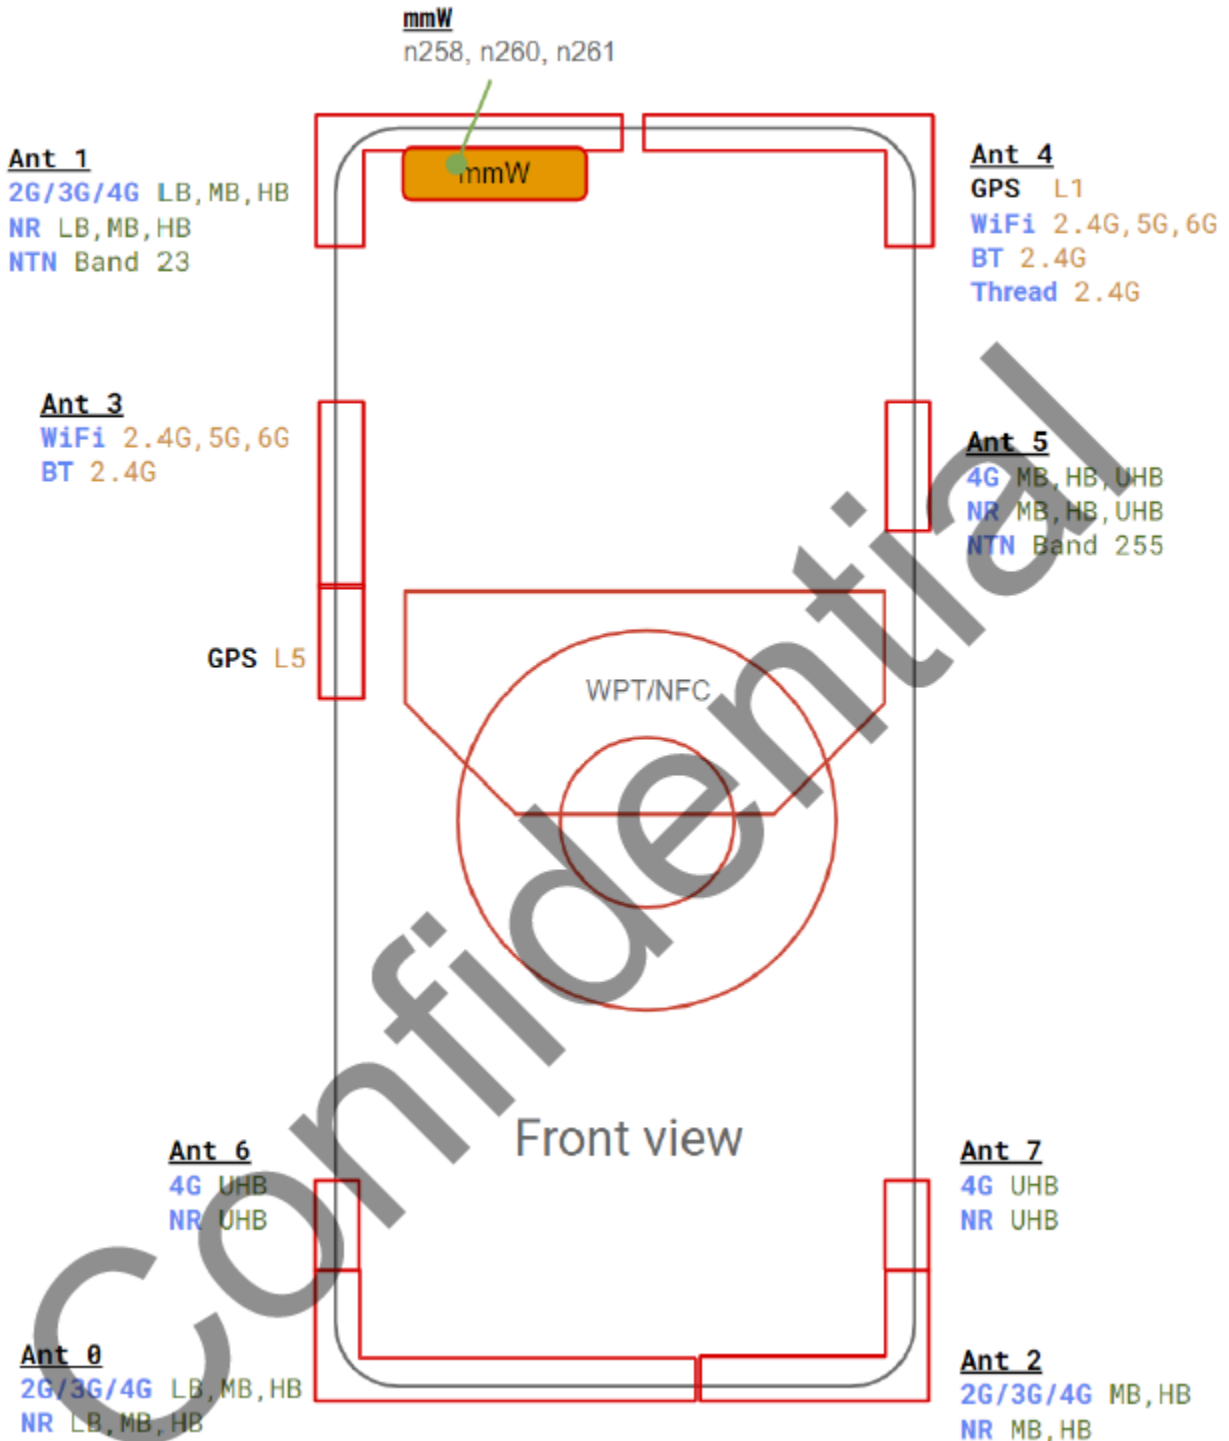 mmW
n258, n260, n261
mmW
Ant 1
2G/3G/4G LB,MB,HB
NR LB,MB,HB
NTN Band 23
Ant 4
GPS L1
WiFi 2.4G,5G,6G
BT 2.4G
Thread 2.4G
Ant 3
WiFi 2.4G,5G,6G
BT 2.4G
Ant 5
4G MB,HB,UHB
NR MB,HB,UHB
NTN Band 255
GPS L5
WPT/NFC
Confidential
Front view
Ant 6
4G UHB
NR UHB
Ant 7
4G UHB
NR UHB
Ant 0
2G/3G/4G LB,MB,HB
NR LB,MB,HB
Ant 2
2G/3G/4G MB,HB
NR MB,HB